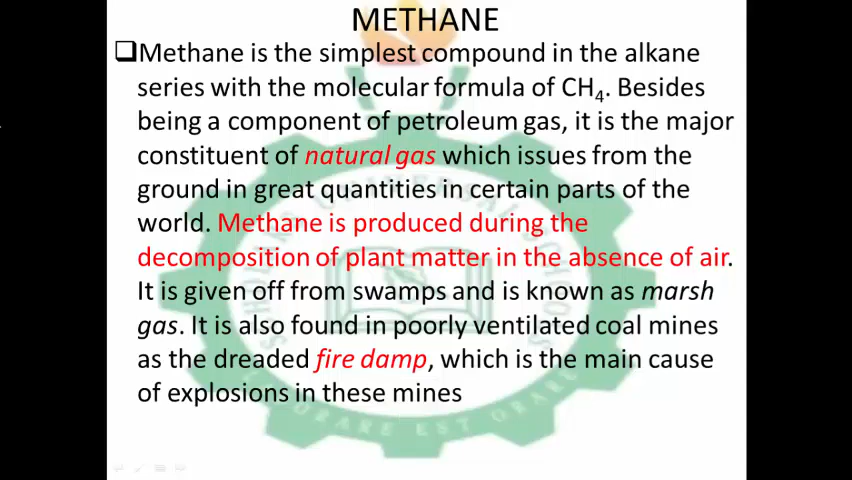 METHANE
❑Methane is the simplest compound in the alkane
series with the molecular formula of CH₄. Besides
being a component of petroleum gas, it is the major
constituent of natural gas which issues from the
ground in great quantities in certain parts of the
world. Methane is produced during the
decomposition of plant matter in the absence of air.
It is given off from swamps and is known as marsh
gas. It is also found in poorly ventilated coal mines
as the dreaded fire damp, which is the main cause
of explosions in these mines